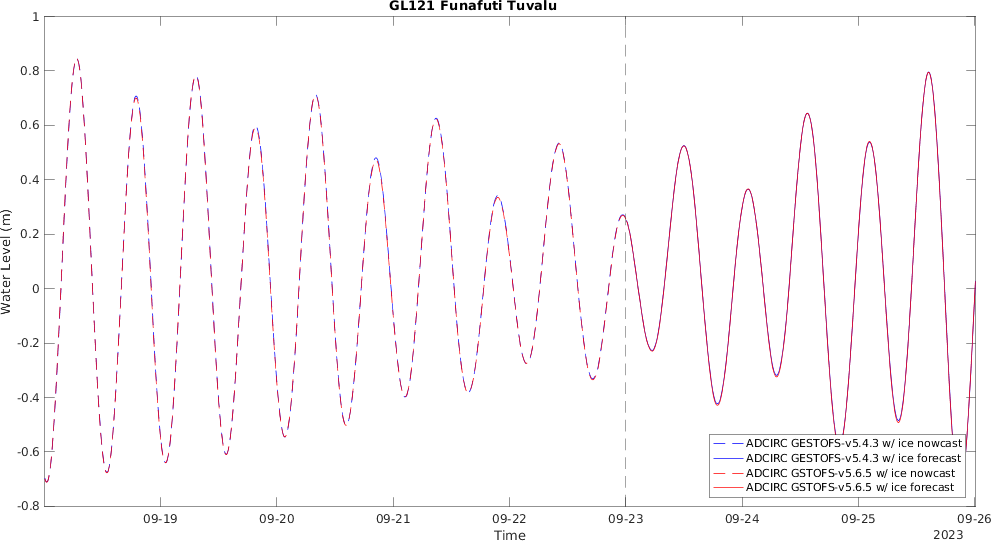 GL121 Funafuti Tuvalu
1
0.8
0.6
0.4
0.2
0
-0.2
-0.4
-0.6
-0.8
Water Level (m)
ADCIRC GESTOFS-v5.4.3 w/ ice nowcast
ADCIRC GESTOFS-v5.4.3 w/ ice forecast
ADCIRC GSTOFS-v5.6.5 w/ ice nowcast
ADCIRC GSTOFS-v5.6.5 w/ ice forecast
09-19 09-20 09-21 09-22 09-23 09-24 09-25 09-26
Time
2023